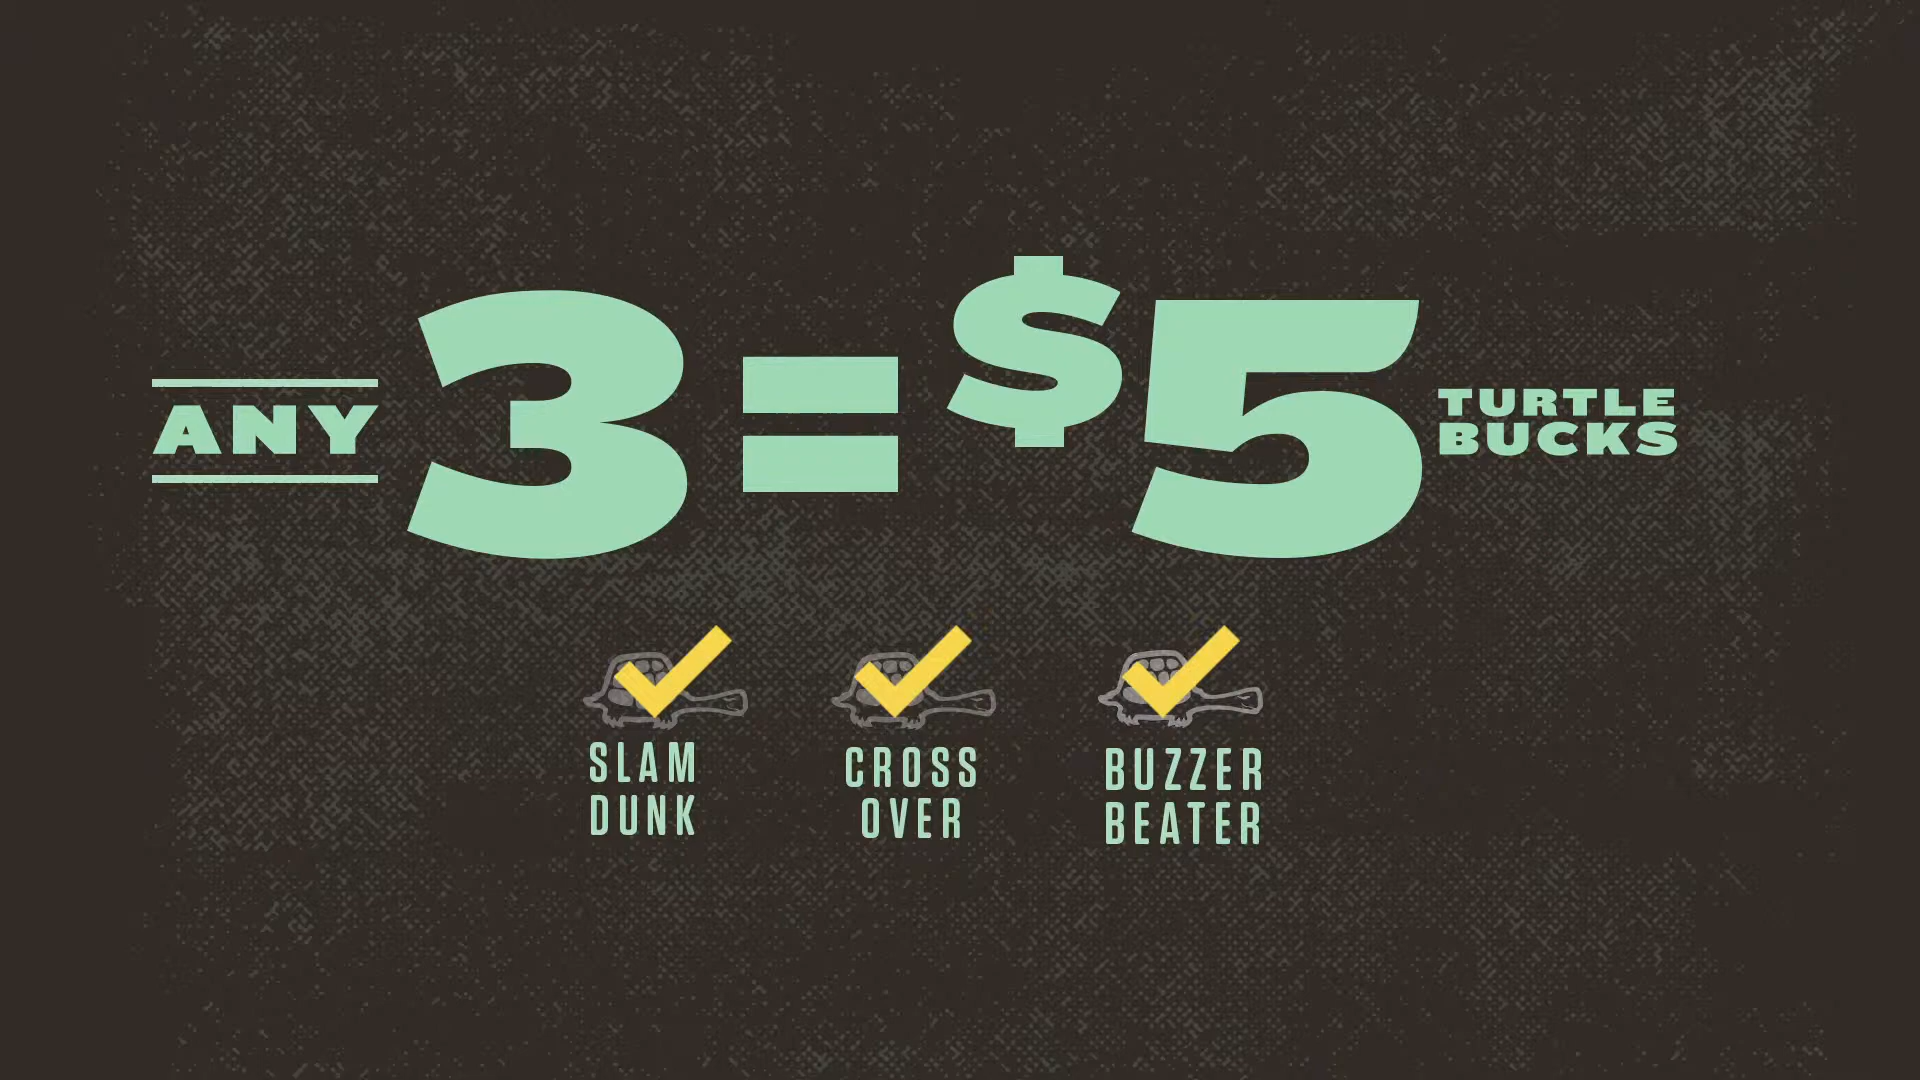 ANY 3 = $5 TURTLE
BUCKS
SLAM
DUNK
CROSS
OVER
BUZZER
BEATER